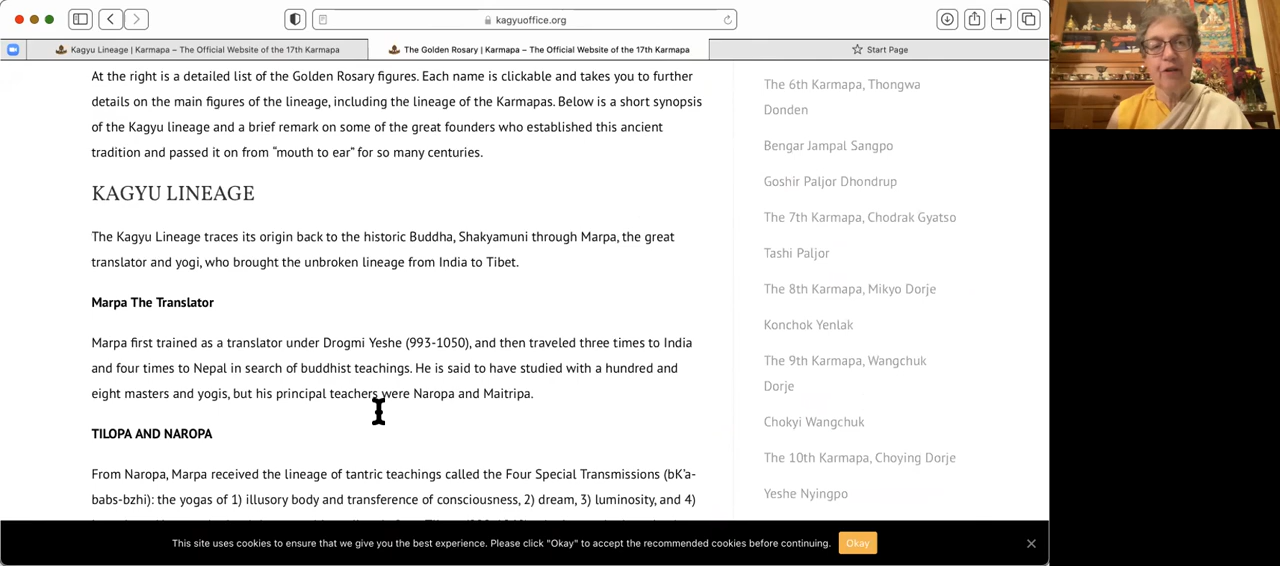 kagyuoffice.org
Kagyu Lineage | Karmapa – The Official Website of the 17th Karmapa
The Golden Rosary | Karmapa – The Official Website of the 17th Karmapa
Start Page
At the right is a detailed list of the Golden Rosary figures. Each name is clickable and takes you to further
details on the main figures of the lineage, including the lineage of the Karmapas. Below is a short synopsis
of the Kagyu lineage and a brief remark on some of the great founders who established this ancient
tradition and passed it on from “mouth to ear” for so many centuries.
KAGYU LINEAGE
The Kagyu Lineage traces its origin back to the historic Buddha, Shakyamuni through Marpa, the great
translator and yogi, who brought the unbroken lineage from India to Tibet.
Marpa The Translator
Marpa first trained as a translator under Drogmi Yeshe (993-1050), and then traveled three times to India
and four times to Nepal in search of buddhist teachings. He is said to have studied with a hundred and
eight masters and yogis, but his principal teachers were Naropa and Maitripa.
TILOPA AND NAROPA
From Naropa, Marpa received the lineage of tantric teachings called the Four Special Transmissions (bK’a-
babs-bzhi): the yogas of 1) illusory body and transference of consciousness, 2) dream, 3) luminosity, and 4)
The 6th Karmapa, Thongwa
Donden
Bengar Jampal Sangpo
Goshir Paljor Dhondrup
The 7th Karmapa, Chodrak Gyatso
Tashi Paljor
The 8th Karmapa, Mikyo Dorje
Konchok Yenlak
The 9th Karmapa, Wangchuk
Dorje
Chokyi Wangchuk
The 10th Karmapa, Choying Dorje
Yeshe Nyingpo
This site uses cookies to ensure that we give you the best experience. Please click "Okay" to accept the recommended cookies before continuing.
Okay